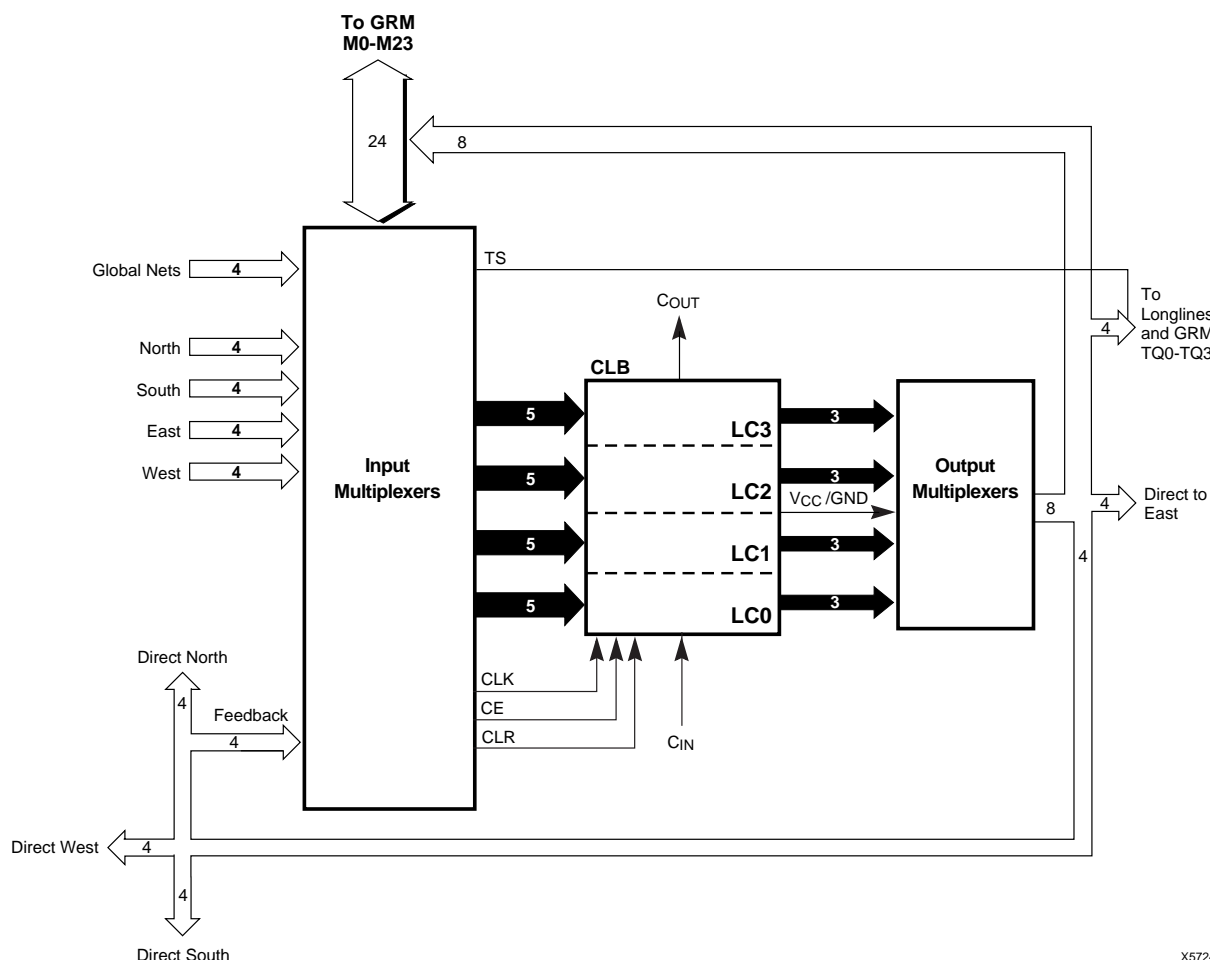 To GRM
M0-M23
24
8
Global Nets
4
TS
North
4
South
4
East
4
West
4
COUT
To
Longlines
and GRM
TQ0-TQ3
4
CLB
Input
Multiplexers
5
5
5
5
LC3
LC2
LC1
LC0
3
3
VCC /GND
3
3
Output
Multiplexers
8
4
4
Direct to
East
Direct North
4
Feedback
4
CLK
CE
CLR
CIN
Direct West
4
4
Direct South
X5724